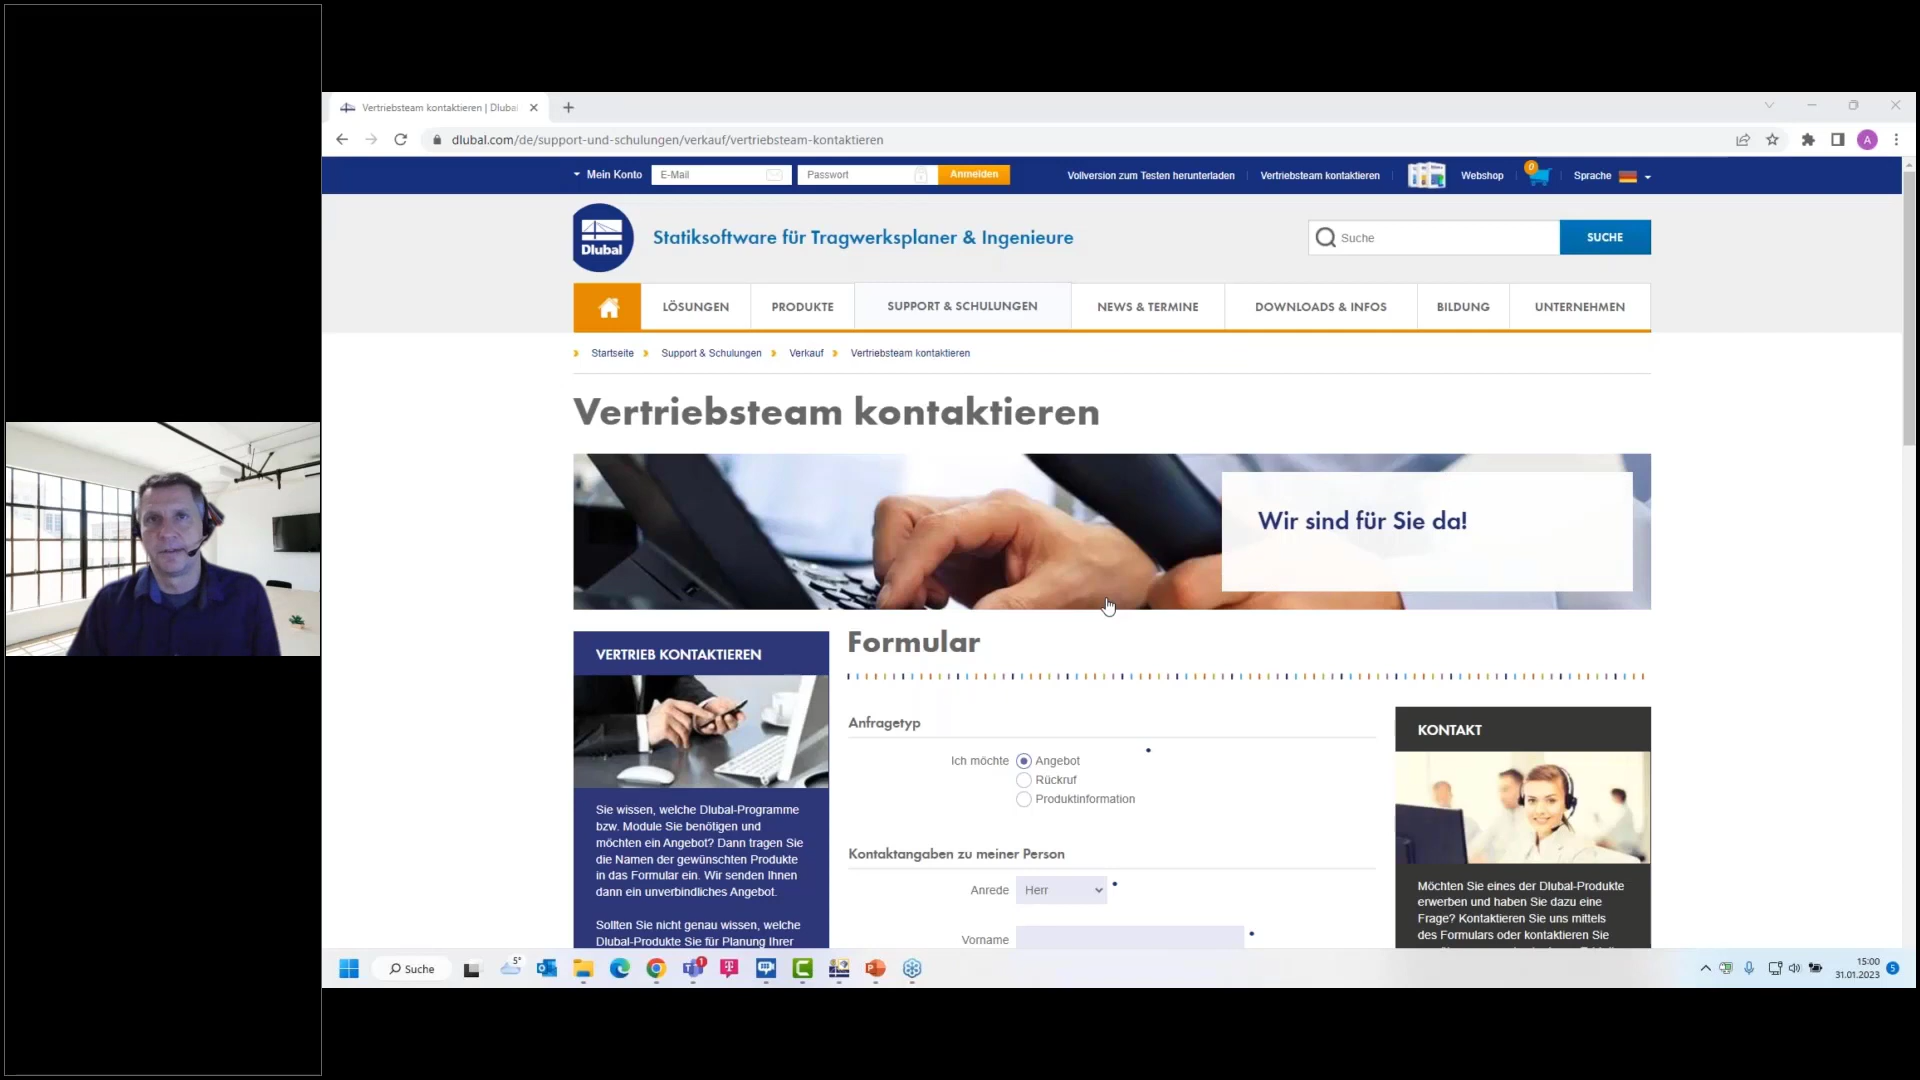 Vertriebsteam kontaktieren | Dlubal
dlubal.com/de/support-und-schulungen/verkauf/vertriebsteam-kontaktieren
A
Mein Konto
E-Mail
Passwort
Anmelden
Vollversion zum Testen herunterladen
Vertriebsteam kontaktieren
Webshop
0
Sprache
Dlubal
Statiksoftware für Tragwerksplaner & Ingenieure
Suche
SUCHE
LÖSUNGEN
PRODUKTE
SUPPORT & SCHULUNGEN
NEWS & TERMINE
DOWNLOADS & INFOS
BILDUNG
UNTERNEHMEN
Startseite
Support & Schulungen
Verkauf
Vertriebsteam kontaktieren
Vertriebsteam kontaktieren
Wir sind für Sie da!
VERTRIEB KONTAKTIEREN
Sie wissen, welche Dlubal-Programme
bzw. Module Sie benötigen und
möchten ein Angebot? Dann tragen Sie
die Namen der gewünschten Produkte
in das Formular ein. Wir senden Ihnen
dann ein unverbindliches Angebot.
Sollten Sie nicht genau wissen, welche
Dlubal-Produkte Sie für Planung Ihrer
Formular
Anfragetyp
Ich möchte
Angebot
Rückruf
Produktinformation
Kontaktangaben zu meiner Person
Anrede
Herr
Vorname
KONTAKT
Möchten Sie eines der Dlubal-Produkte
erwerben und haben Sie dazu eine
Frage? Kontaktieren Sie uns mittels
des Formulars oder kontaktieren Sie
Suche
5°
1
15:00
31.01.2023
5